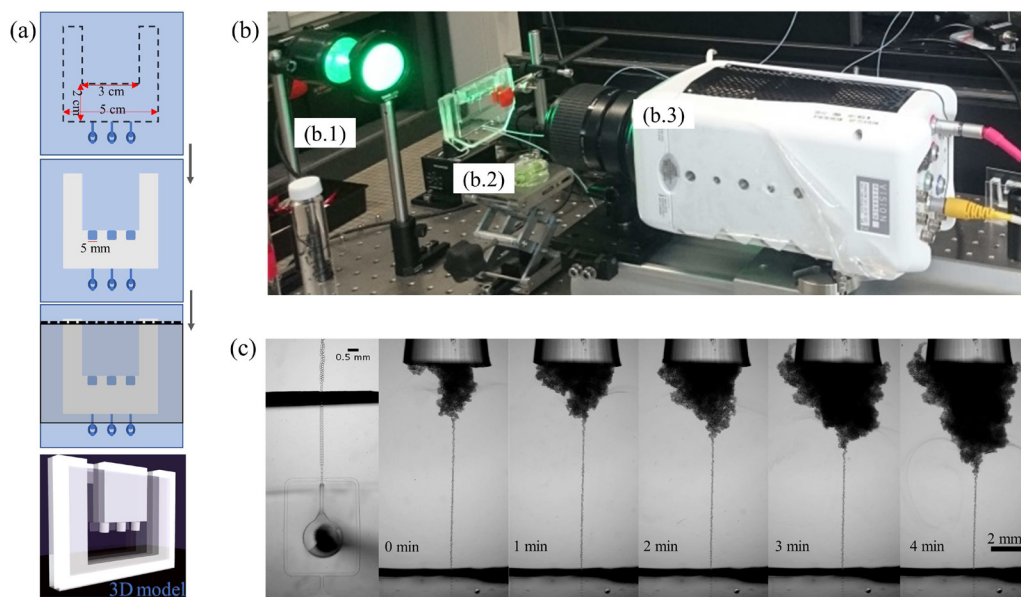 (a)
3 cm
2 cm
5 cm
5 mm
3D model
(b)
(b.1)
(b.2)
(b.3)
VISION
(c)
0.5 mm
0 min
1 min
2 min
3 min
4 min
2 mm